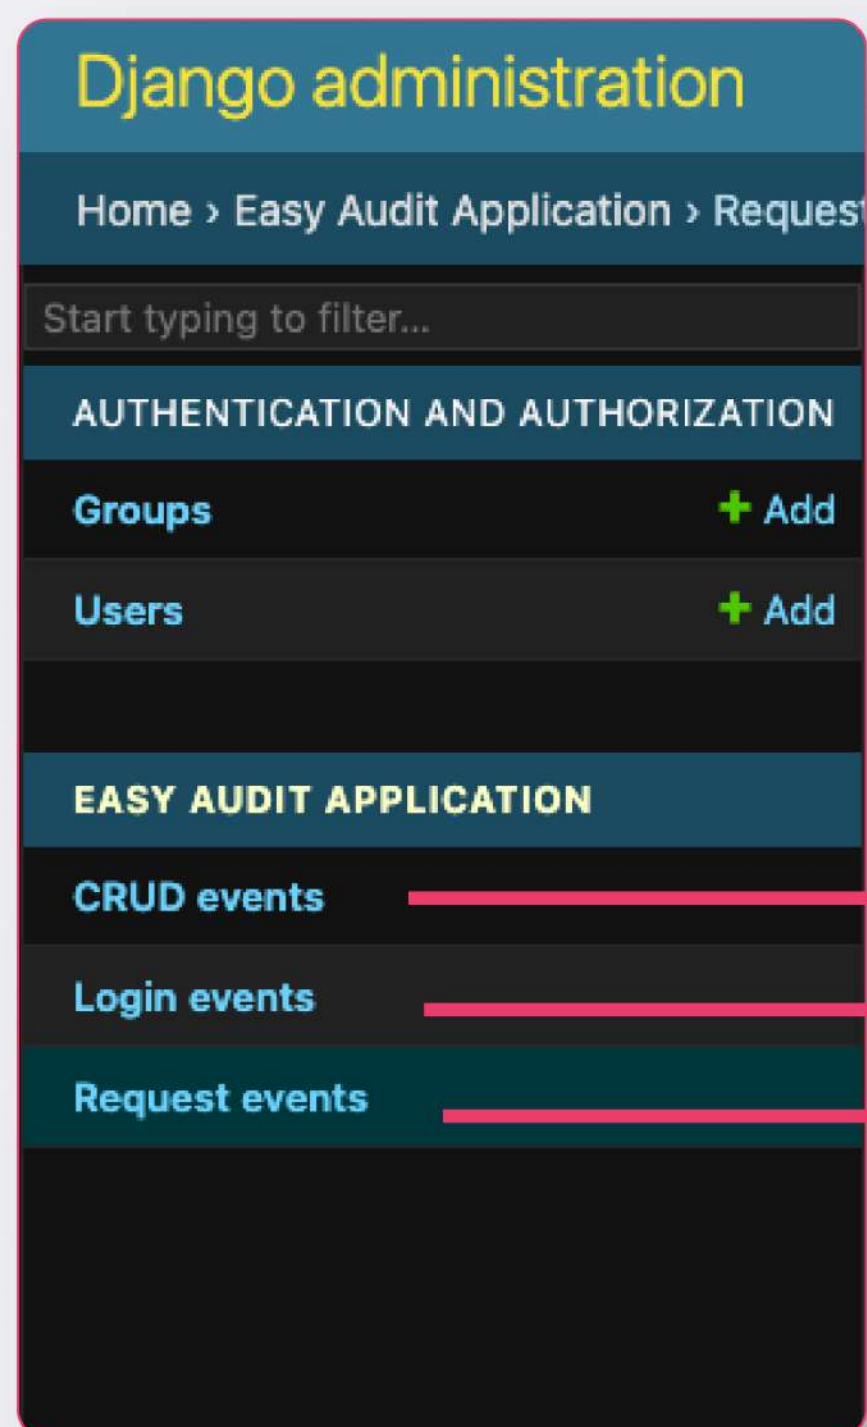 Django administration
Home › Easy Audit Application › Request
Start typing to filter...
AUTHENTICATION AND AUTHORIZATION
Groups + Add
Users + Add
EASY AUDIT APPLICATION
CRUD events
Login events
Request events